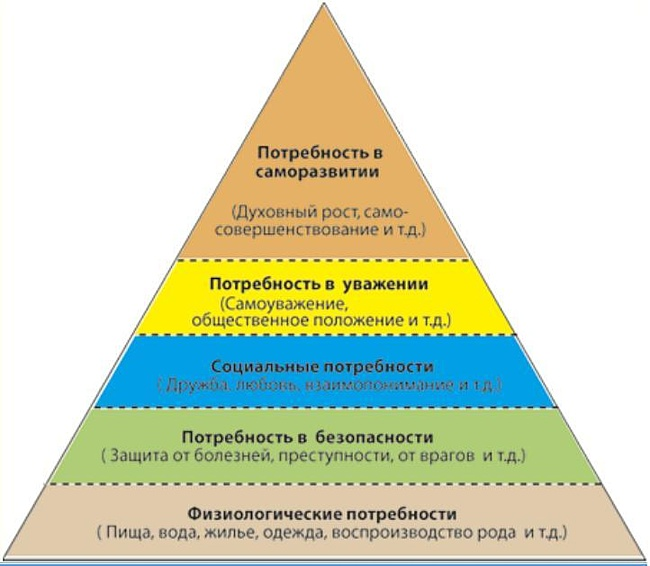 Потребность в
саморазвитии
(Духовный рост, само-
совершенствование и т.д.)
Потребность в уважении
(Самоуважение,
общественное положение и т.д.)
Социальные потребности
( Дружба, любовь, взаимопонимание и т.д.)
Потребность в безопасности
( Защита от болезней, преступности, от врагов и т.д.)
Физиологические потребности
( Пища, вода, жилье, одежда, воспроизводство рода и т.д.)